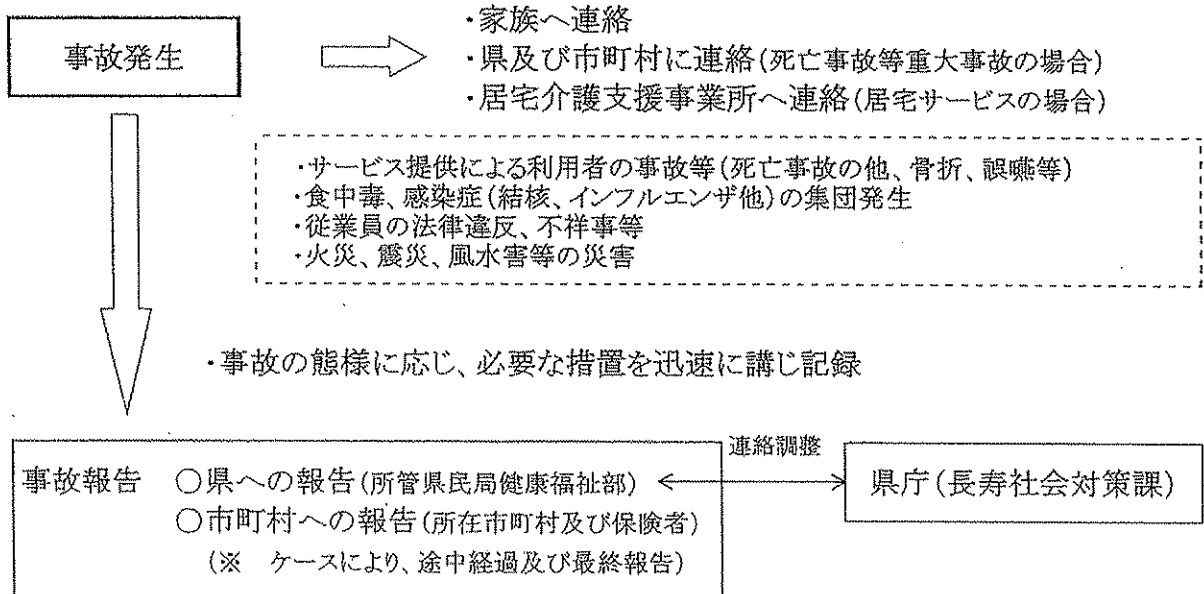 事故発生
・家族へ連絡
・県及び市町村に連絡(死亡事故等重大事故の場合)
・居宅介護支援事業所へ連絡(居宅サービスの場合)
・サービス提供による利用者の事故等(死亡事故の他、骨折、誤嚥等)
・食中毒、感染症(結核、インフルエンザ他)の集団発生
・従業員の法律違反、不祥事等
・火災、震災、風水害等の災害
・事故の態様に応じ、必要な措置を迅速に講じ記録
事故報告 ○県への報告(所管県民局健康福祉部)
○市町村への報告(所在市町村及び保険者)
(※ ケースにより、途中経過及び最終報告)
連絡調整
県庁(長寿社会対策課)